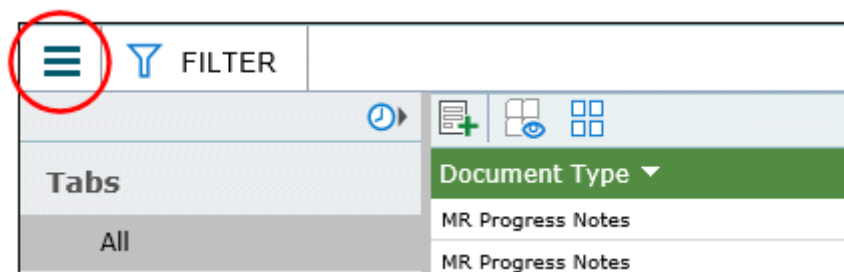 FILTER
Tabs
All
Document Type
MR Progress Notes
MR Progress Notes